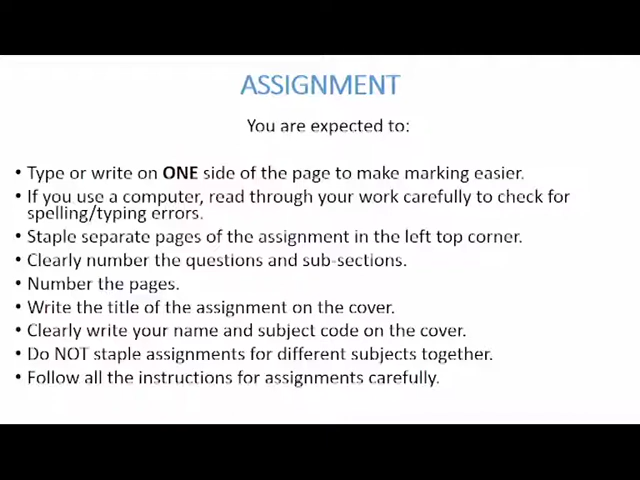 ASSIGNMENT
You are expected to:
• Type or write on ONE side of the page to make marking easier.
• If you use a computer, read through your work carefully to check for
spelling/typing errors.
• Staple separate pages of the assignment in the left top corner.
• Clearly number the questions and sub-sections.
• Number the pages.
• Write the title of the assignment on the cover.
• Clearly write your name and subject code on the cover.
• Do NOT staple assignments for different subjects together.
• Follow all the instructions for assignments carefully.